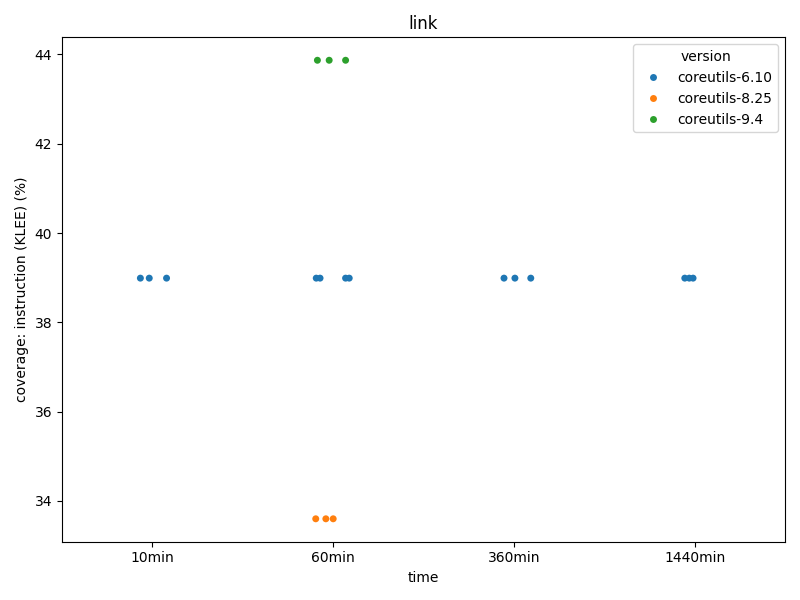 link
version
coreutils-6.10
coreutils-8.25
coreutils-9.4
coverage: instruction (KLEE) (%)
44
42
40
38
36
34
10min
60min
360min
1440min
time